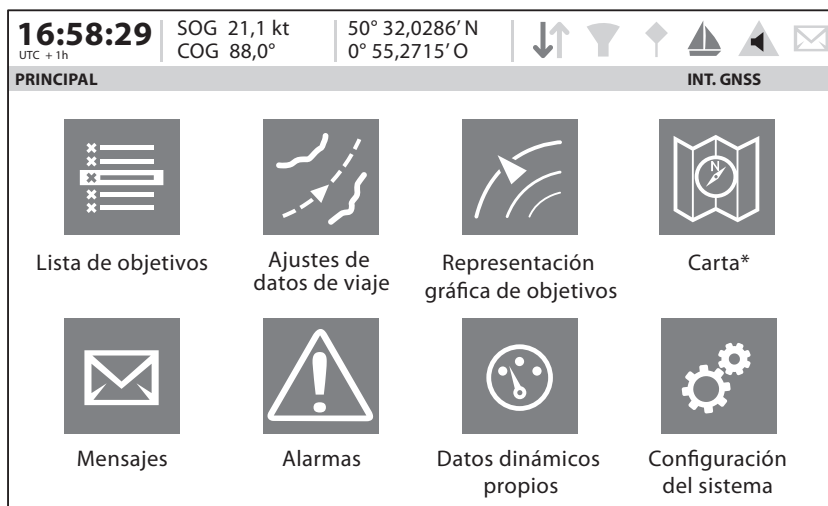 16:58:29
UTC + 1h
SOG 21,1 kt
COG 88,0°
50° 32,0286′ N
0° 55,2715′ O
PRINCIPAL
INT. GNSS
N
Lista de objetivos
Ajustes de
datos de viaje
Representación
gráfica de objetivos
Carta*
Mensajes
Alarmas
Datos dinámicos
propios
Configuración
del sistema